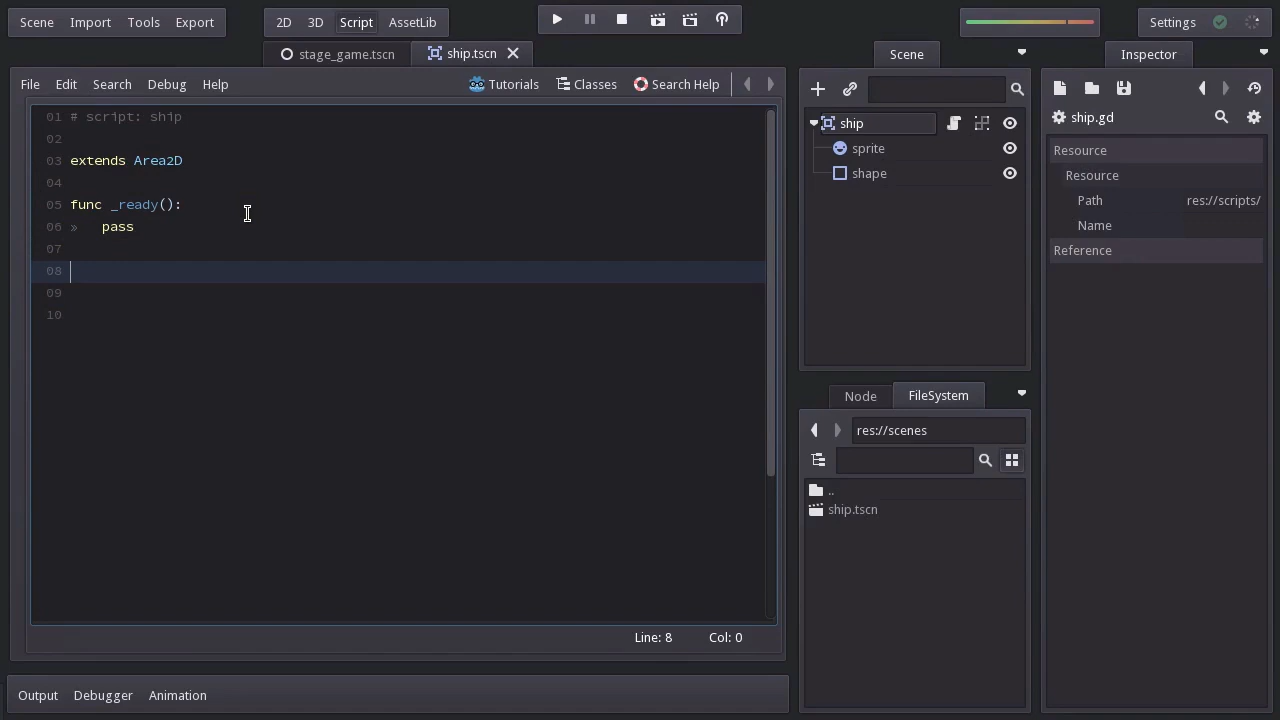 Scene Import Tools Export 2D 3D Script AssetLib Settings
stage_game.tscn ship.tscn Scene Inspector
File Edit Search Debug Help Tutorials Classes Search Help
01 # script: ship
02
03 extends Area2D
04
05 func _ready():
06 » pass
07
08
09
10
Line: 8 Col: 0
Output Debugger Animation
ship
sprite
shape
Node FileSystem
res://scenes
..
ship.tscn
ship.gd
Resource
Resource
Path res://scripts/
Name
Reference